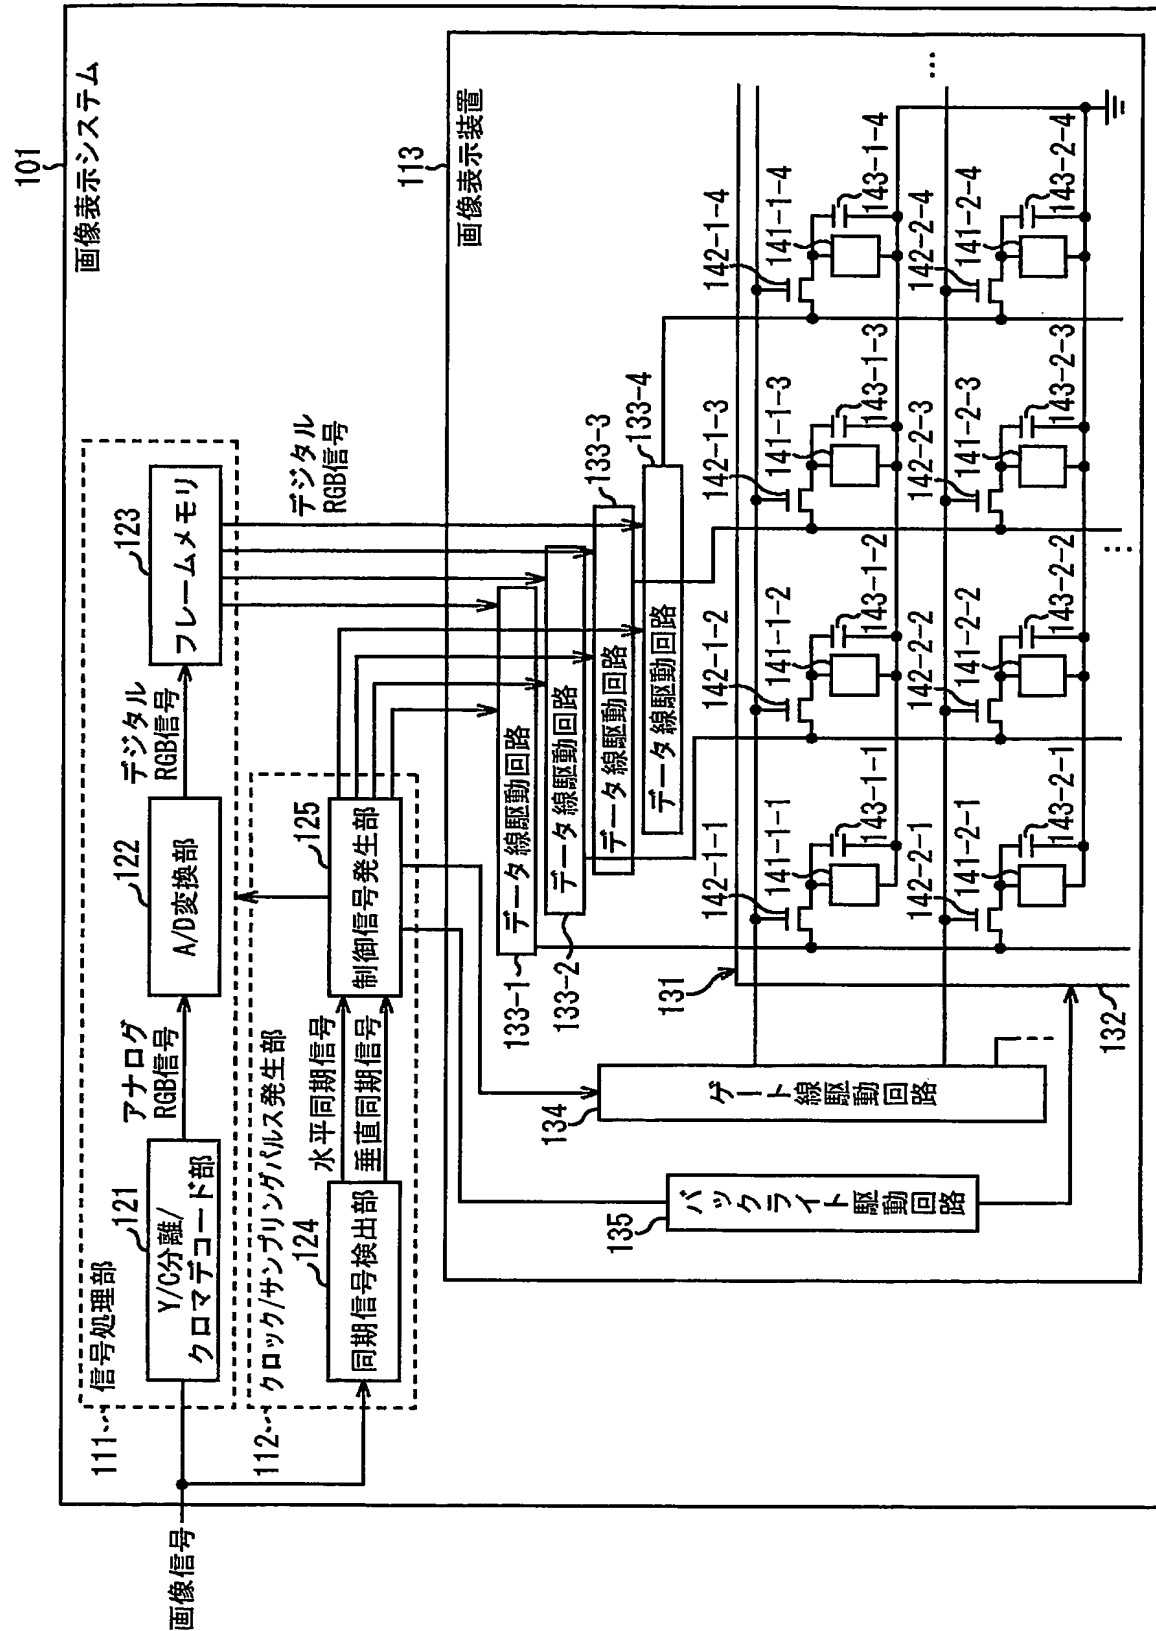 101
画像表示システム
111
信号処理部
画像信号
121
Y/C分離/
クロマデコード部
アナログ
RGB信号
122
A/D変換部
デジタル
RGB信号
123
フレームメモリ
デジタル
RGB信号
112
クロック/サンプリングパルス発生部
124
同期信号検出部
水平同期信号
垂直同期信号
125
制御信号発生部
113
画像表示装置
133-1
データ線駆動回路
133-2
データ線駆動回路
133-3
データ線駆動回路
133-4
データ線駆動回路
135
バックライト駆動回路
134
ゲート線駆動回路
131
132
142-1-1
141-1-1
143-1-1
142-1-2
141-1-2
143-1-2
142-1-3
141-1-3
143-1-3
142-1-4
141-1-4
143-1-4
…
142-2-1
141-2-1
143-2-1
142-2-2
141-2-2
143-2-2
142-2-3
141-2-3
143-2-3
142-2-4
141-2-4
143-2-4
…